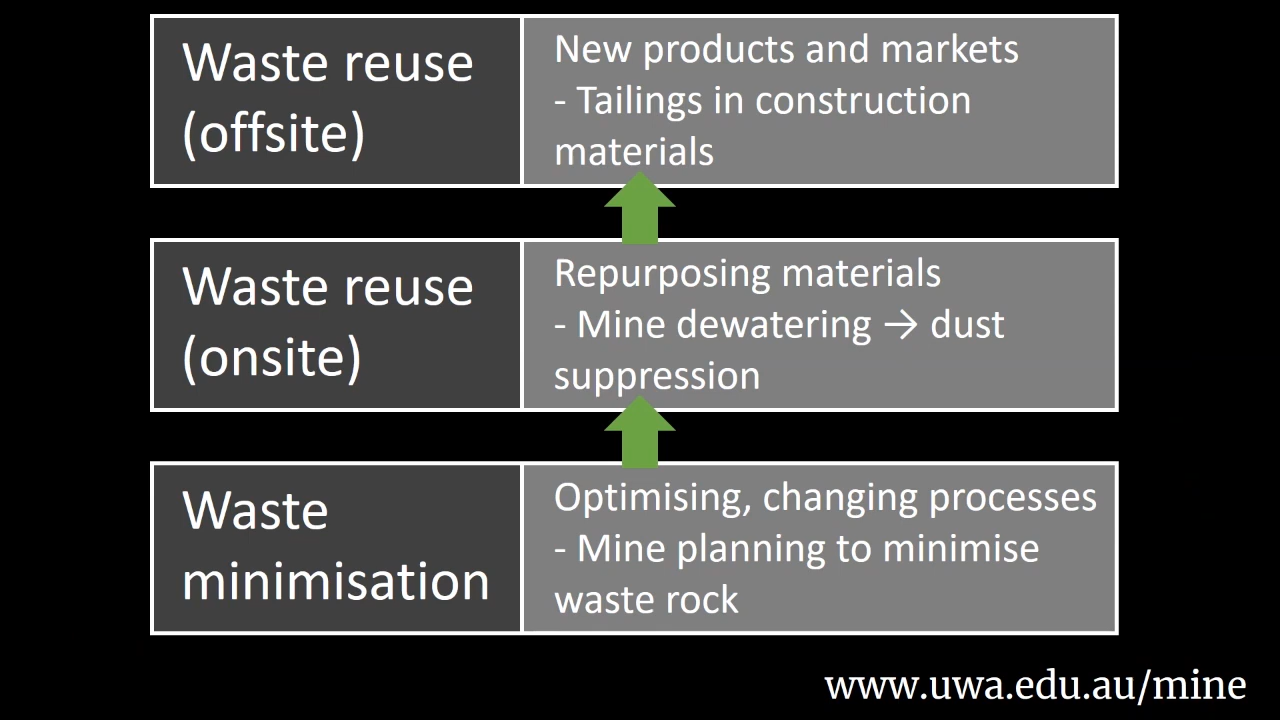 Waste reuse
(offsite)
New products and markets
- Tailings in construction
materials
Waste reuse
(onsite)
Repurposing materials
- Mine dewatering → dust
suppression
Waste
minimisation
Optimising, changing processes
- Mine planning to minimise
waste rock
www.uwa.edu.au/mine